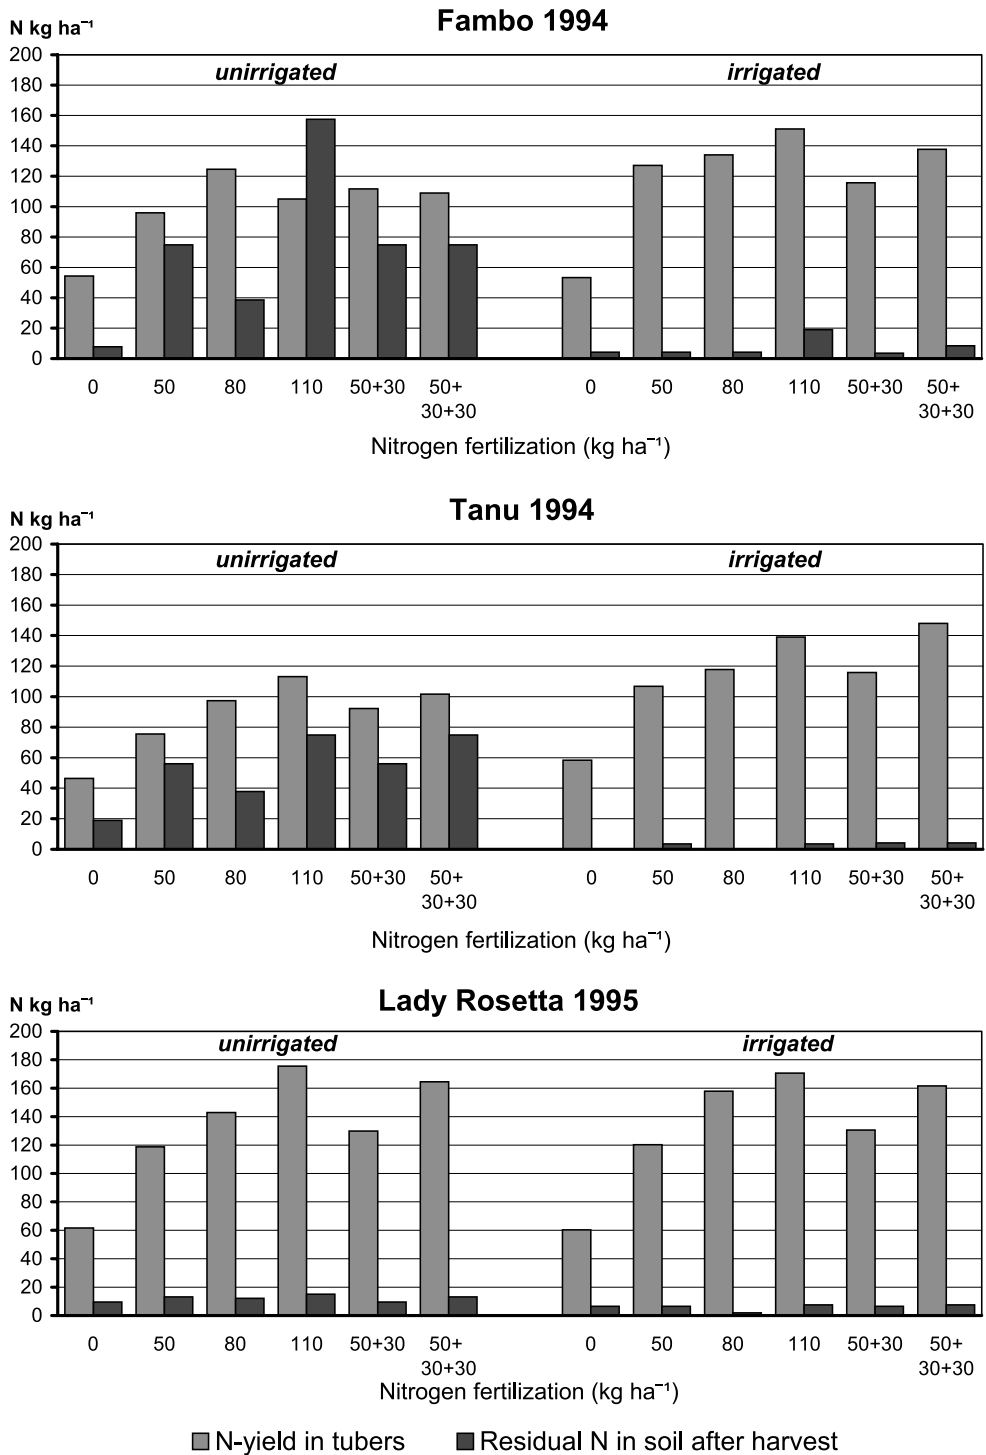 Fambo 1994
N kg ha⁻¹
200
180
160
140
120
100
80
60
40
20
0
unirrigated
irrigated
0 50 80 110 50+30 50+
30+30
0 50 80 110 50+30 50+
30+30
Nitrogen fertilization (kg ha⁻¹)
Tanu 1994
N kg ha⁻¹
200
180
160
140
120
100
80
60
40
20
0
unirrigated
irrigated
0 50 80 110 50+30 50+
30+30
0 50 80 110 50+30 50+
30+30
Nitrogen fertilization (kg ha⁻¹)
Lady Rosetta 1995
N kg ha⁻¹
200
180
160
140
120
100
80
60
40
20
0
unirrigated
irrigated
0 50 80 110 50+30 50+
30+30
0 50 80 110 50+30 50+
30+30
Nitrogen fertilization (kg ha⁻¹)
N-yield in tubers
Residual N in soil after harvest